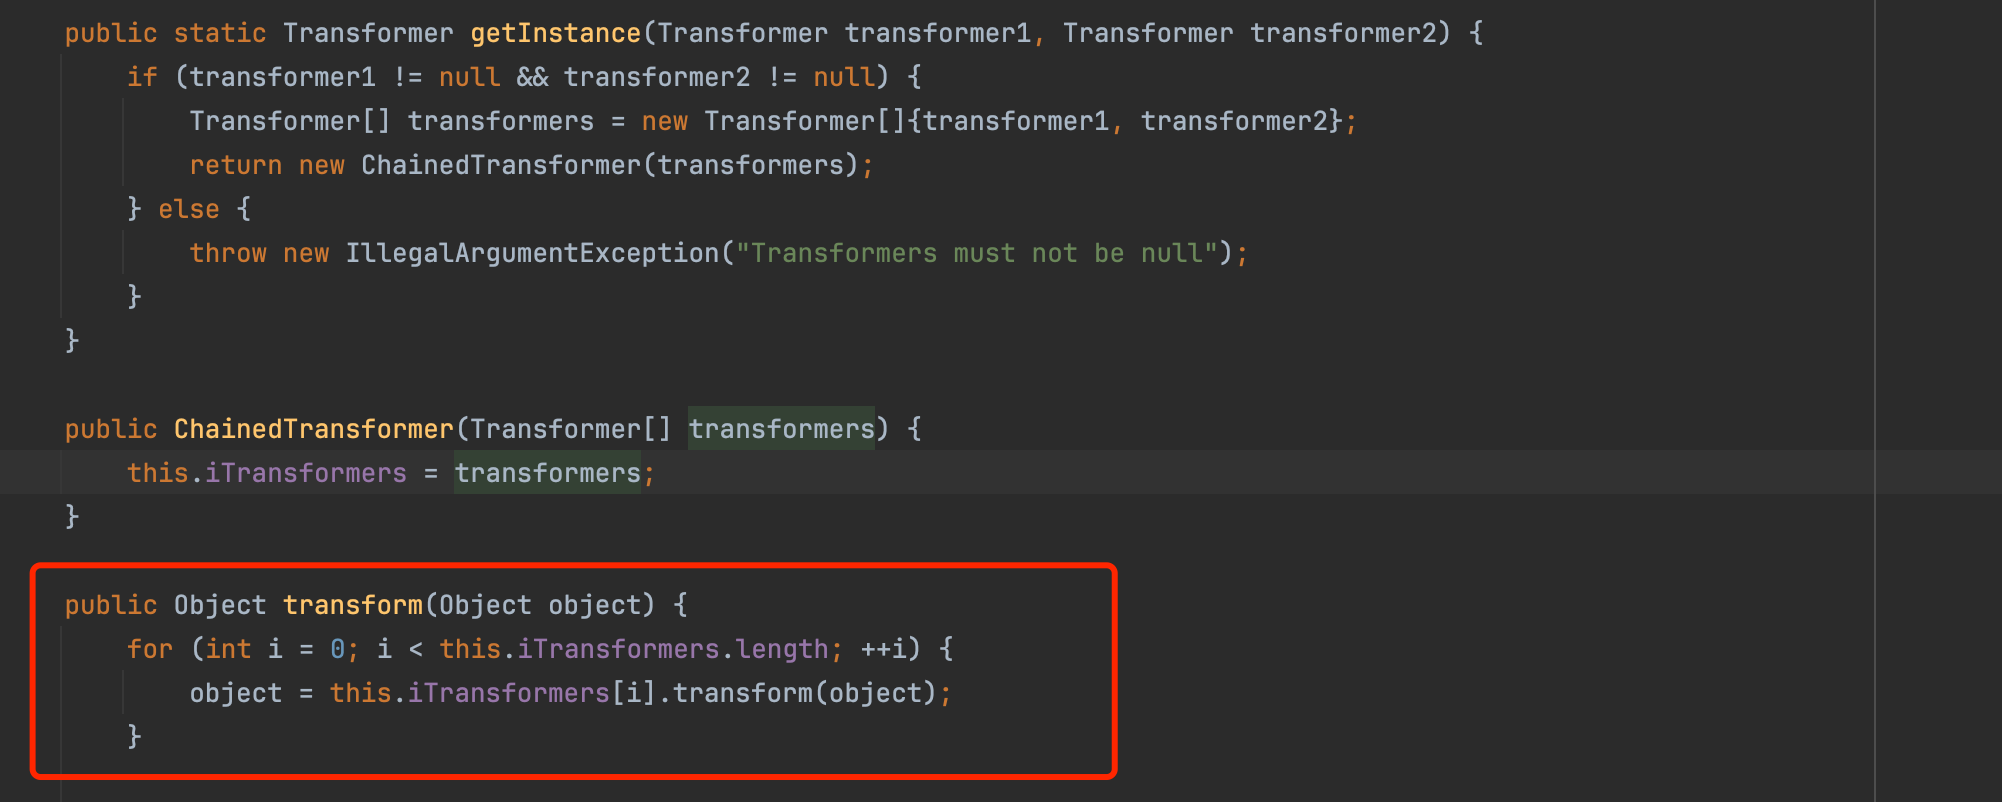 public static Transformer getInstance(Transformer transformer1, Transformer transformer2) {
if (transformer1 != null && transformer2 != null) {
Transformer[] transformers = new Transformer[]{transformer1, transformer2};
return new ChainedTransformer(transformers);
} else {
throw new IllegalArgumentException("Transformers must not be null");
}
}
public ChainedTransformer(Transformer[] transformers) {
this.iTransformers = transformers;
}
public Object transform(Object object) {
for (int i = 0; i < this.iTransformers.length; ++i) {
object = this.iTransformers[i].transform(object);
}